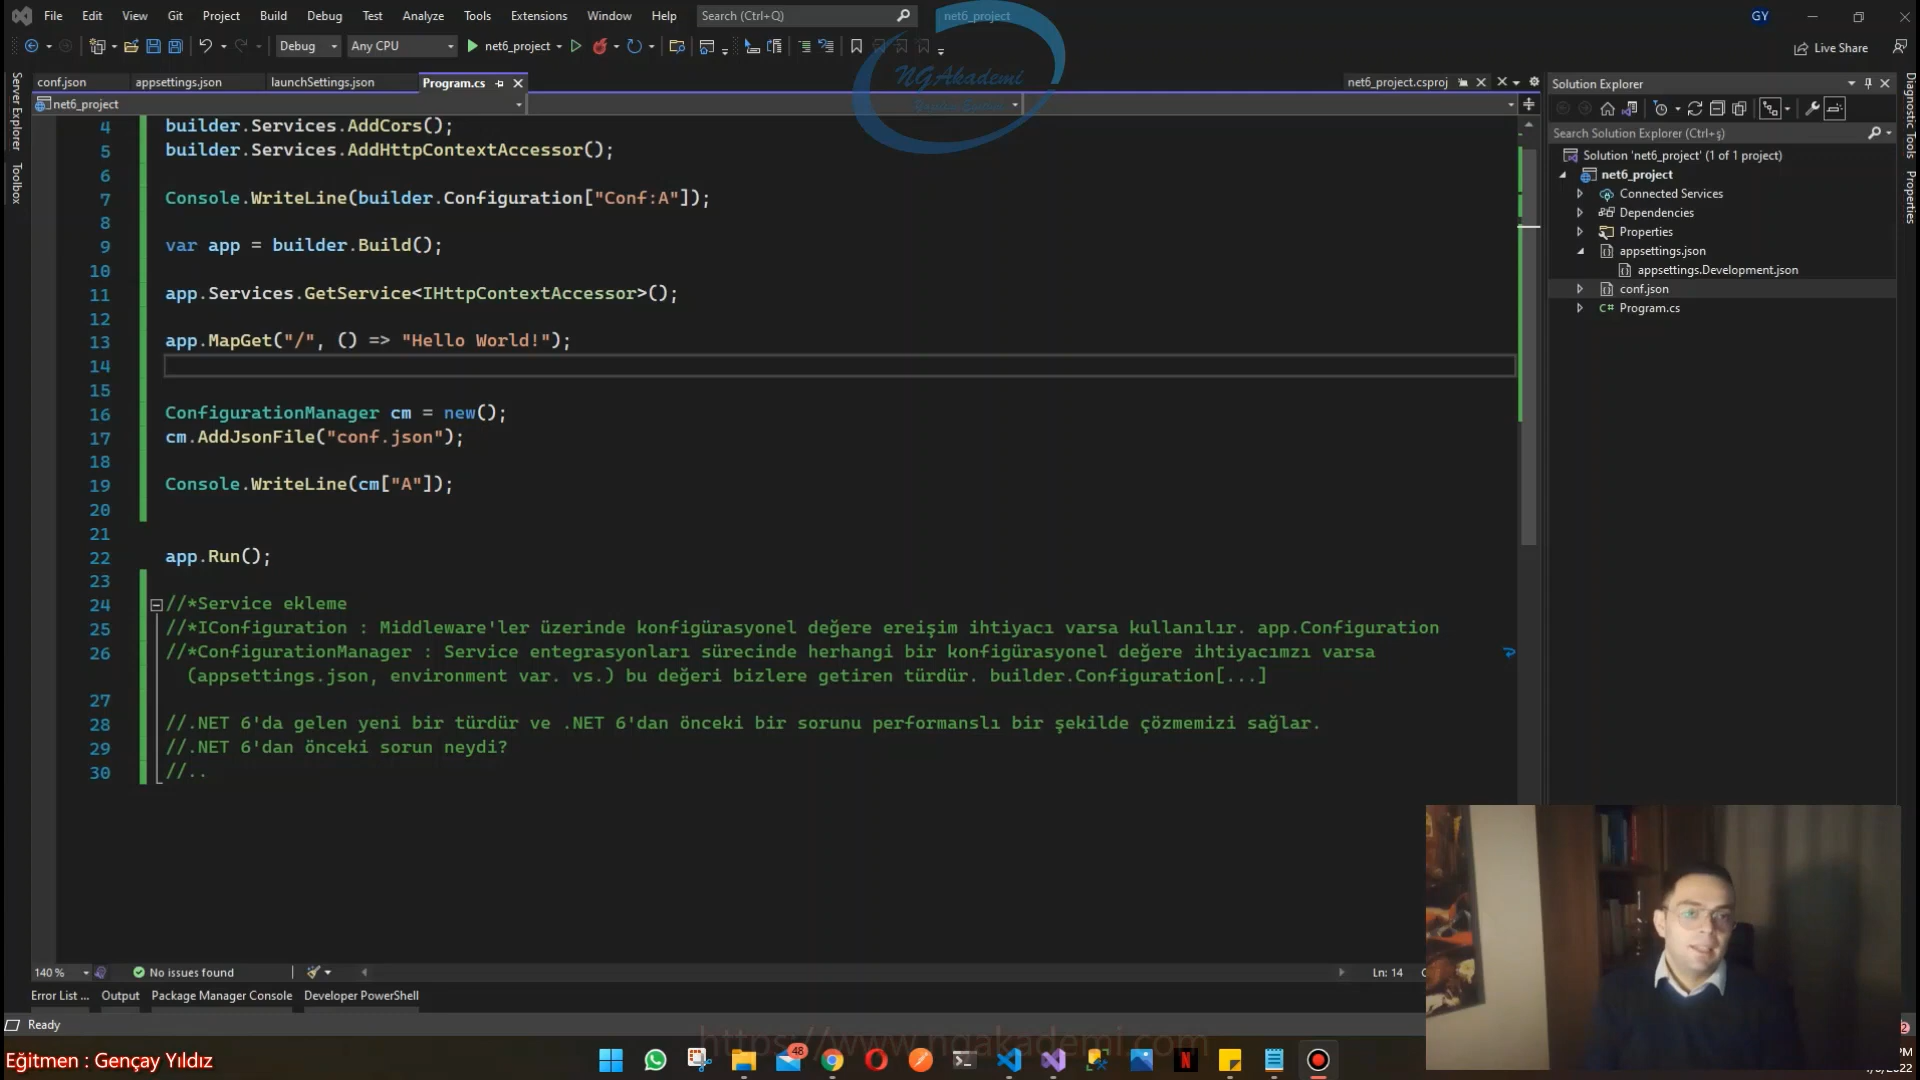 File Edit View Git Project Build Debug Test Analyze Tools Extensions Window Help Search (Ctrl+Q) net6_project GY
Debug Any CPU net6_project Live Share
NGAkademi
conf.json appsettings.json launchSettings.json Program.cs net6_project.csproj
net6_project
4 builder.Services.AddCors();
5 builder.Services.AddHttpContextAccessor();
6
7 Console.WriteLine(builder.Configuration["Conf:A"]);
8
9 var app = builder.Build();
10
11 app.Services.GetService<IHttpContextAccessor>();
12
13 app.MapGet("/", () => "Hello World!");
14
15
16 ConfigurationManager cm = new();
17 cm.AddJsonFile("conf.json");
18
19 Console.WriteLine(cm["A"]);
20
21
22 app.Run();
23
24 //*Service ekleme
25 //*IConfiguration : Middleware'ler üzerinde konfigürasyonel değere ereişim ihtiyacı varsa kullanılır. app.Configuration
26 //*ConfigurationManager : Service entegrasyonları sürecinde herhangi bir konfigürasyonel değere ihtiyacımzı varsa
(appsettings.json, environment var. vs.) bu değeri bizlere getiren türdür. builder.Configuration[...]
27
28 //.NET 6'da gelen yeni bir türdür ve .NET 6'dan önceki bir sorunu performanslı bir şekilde çözmemizi sağlar.
29 //.NET 6'dan önceki sorun neydi?
30 //..
Server Explorer
Toolbox
Solution Explorer
Search Solution Explorer (Ctrl+ş)
Solution 'net6_project' (1 of 1 project)
net6_project
Connected Services
Dependencies
Properties
appsettings.json
appsettings.Development.json
conf.json
Program.cs
Diagnostic Tools
Properties
140 % No issues found Ln: 14
Error List ... Output Package Manager Console Developer PowerShell
Ready
https://www.ngakademi.com
Eğitmen : Gençay Yıldız
48